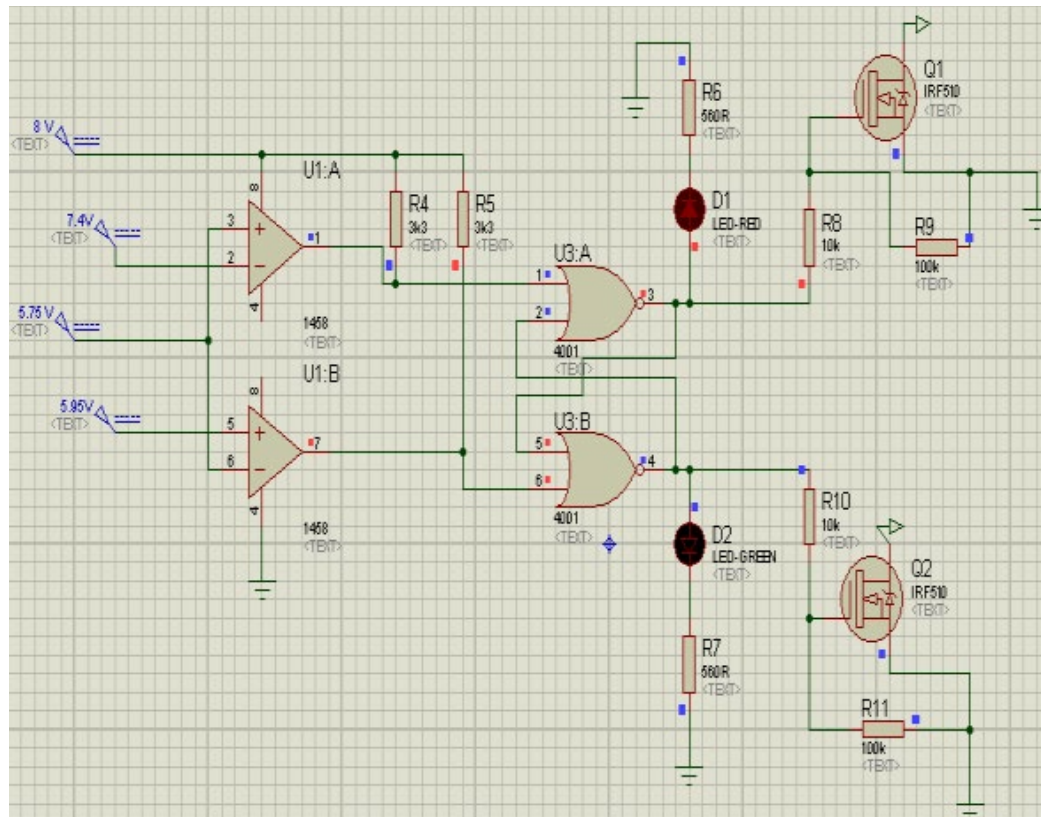 8 V
<TEXT>
7.4V
<TEXT>
5.75 V
<TEXT>
5.95V
<TEXT>
U1:A
8
3
2
1
4
1458
<TEXT>
U1:B
8
5
6
7
4
1458
<TEXT>
R4
3k3
<TEXT>
R5
3k3
<TEXT>
U3:A
1
2
3
4001
<TEXT>
U3:B
5
6
4
4001
<TEXT>
R6
560R
<TEXT>
D1
LED-RED
<TEXT>
Q1
IRF510
<TEXT>
R8
10k
<TEXT>
R9
100k
<TEXT>
D2
LED-GREEN
<TEXT>
R7
560R
<TEXT>
R10
10k
<TEXT>
Q2
IRF510
<TEXT>
R11
100k
<TEXT>